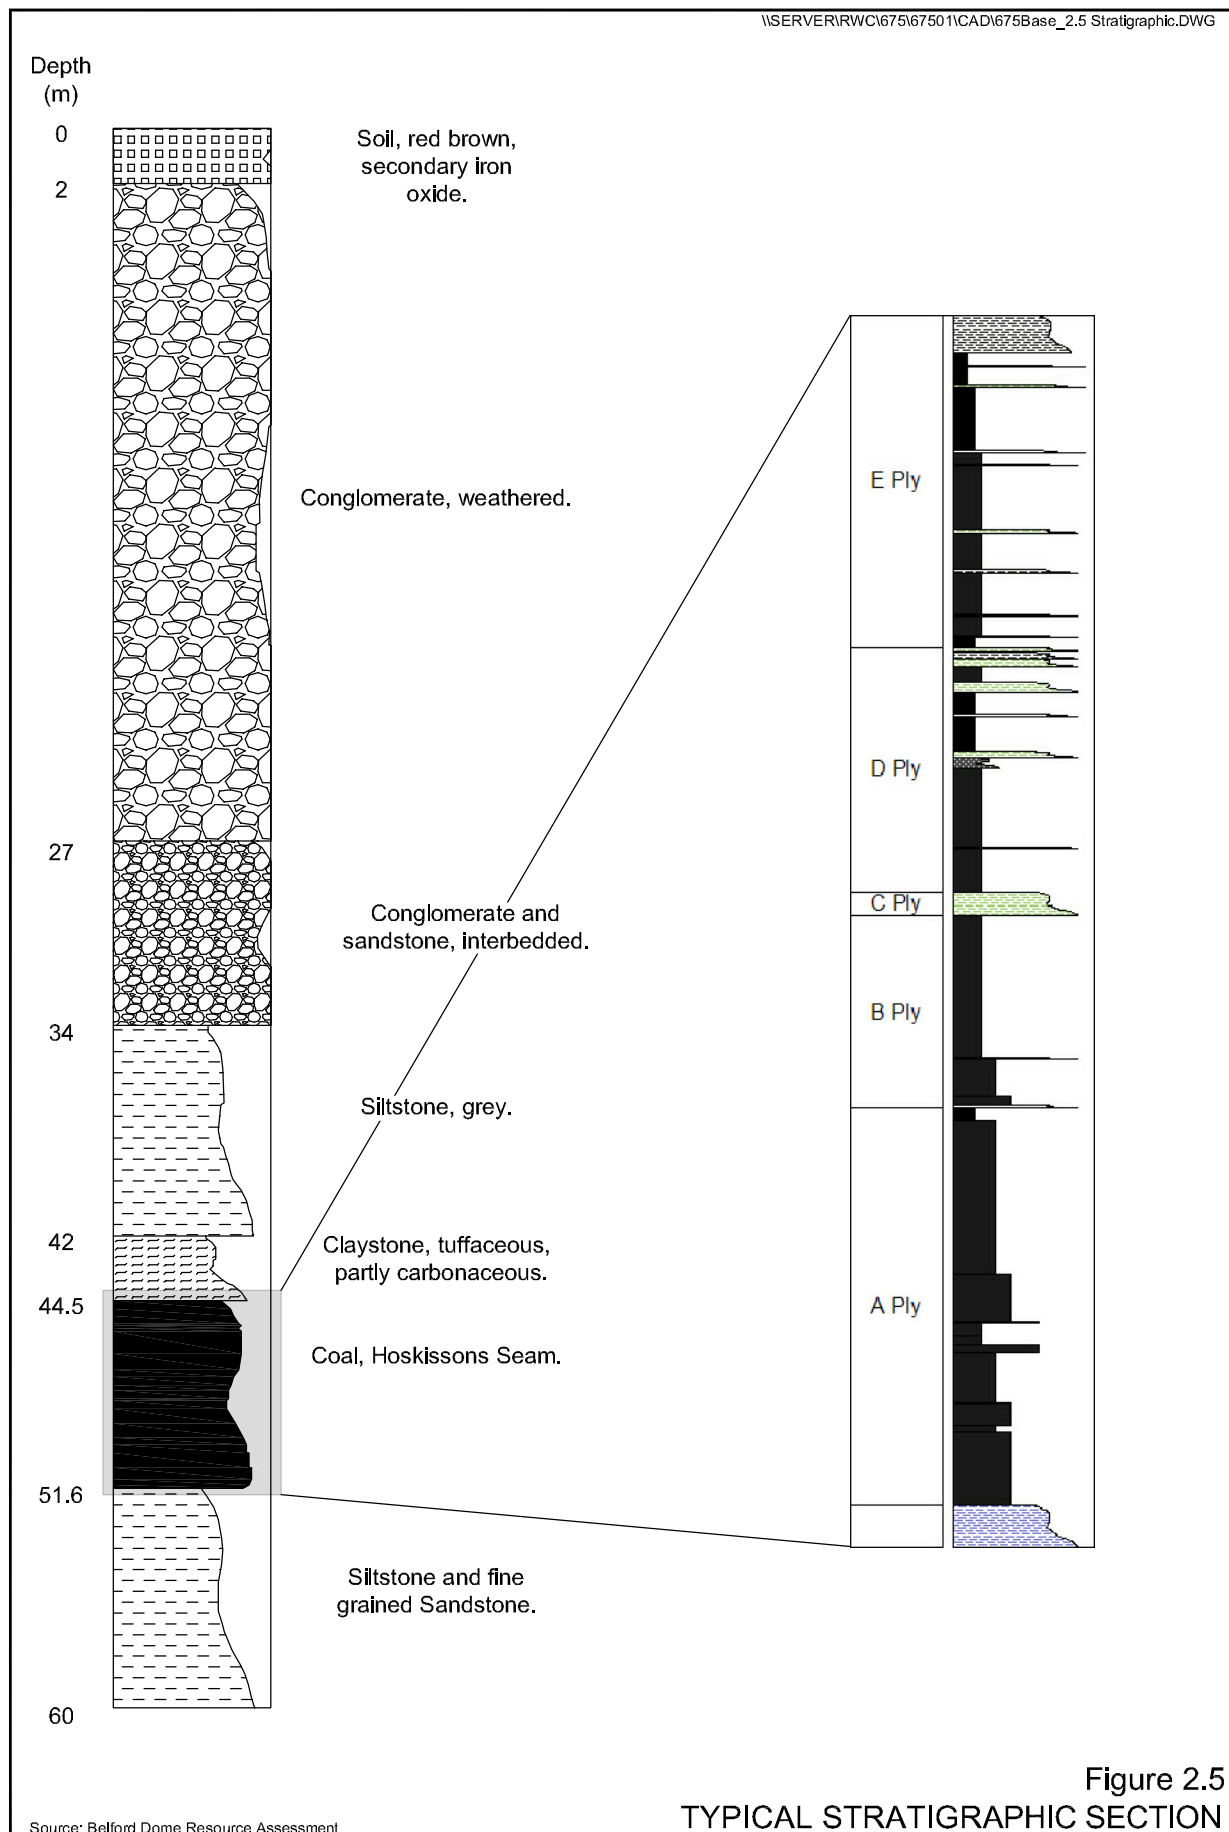 \\SERVER\RWC\675\67501\CAD\675Base_2.5 Stratigraphic.DWG
Depth
(m)
0
Soil, red brown,
secondary iron
oxide.
2
Conglomerate, weathered.
27
Conglomerate and
sandstone, interbedded.
34
Siltstone, grey.
42
Claystone, tuffaceous,
partly carbonaceous.
44.5
Coal, Hoskissons Seam.
51.6
Siltstone and fine
grained Sandstone.
60
E Ply
D Ply
C Ply
B Ply
A Ply
Figure 2.5
TYPICAL STRATIGRAPHIC SECTION
Source: Belford Dome Resource Assessment